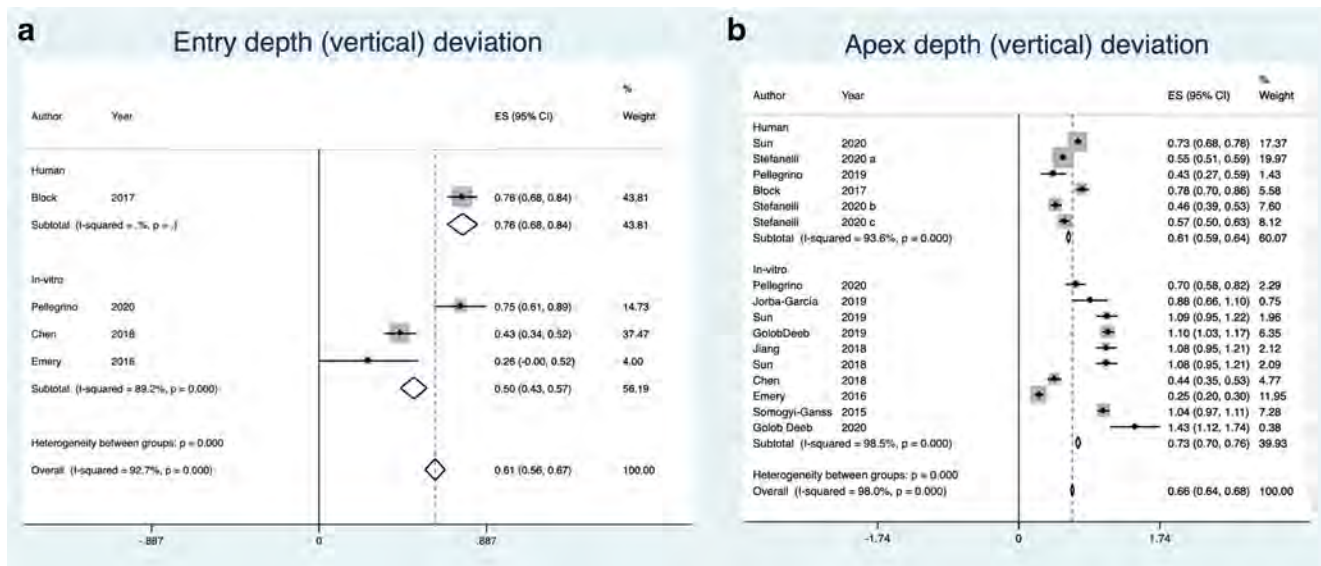 a
Entry depth (vertical) deviation
%
Author Year ES (95% CI) Weight
Human
Block 2017 0.76 (0.68, 0.84) 43.81
Subtotal (I-squared = .%, p = .) 0.76 (0.68, 0.84) 43.81
In-vitro
Pellegrino 2020 0.75 (0.61, 0.89) 14.73
Chen 2018 0.43 (0.34, 0.52) 37.47
Emery 2016 0.26 (-0.00, 0.52) 4.00
Subtotal (I-squared = 89.2%, p = 0.000) 0.50 (0.43, 0.57) 56.19
Heterogeneity between groups: p = 0.000
Overall (I-squared = 92.7%, p = 0.000) 0.61 (0.56, 0.67) 100.00
-.887 0 .887
b
Apex depth (vertical) deviation
%
Author Year ES (95% CI) Weight
Human
Sun 2020 0.73 (0.68, 0.78) 17.37
Stefanelli 2020 a 0.55 (0.51, 0.59) 19.97
Pellegrino 2019 0.43 (0.27, 0.59) 1.43
Block 2017 0.78 (0.70, 0.86) 5.58
Stefanelli 2020 b 0.46 (0.39, 0.53) 7.60
Stefanelli 2020 c 0.57 (0.50, 0.63) 8.12
Subtotal (I-squared = 93.6%, p = 0.000) 0.61 (0.59, 0.64) 60.07
In-vitro
Pellegrino 2020 0.70 (0.58, 0.82) 2.29
Jorba-García 2019 0.88 (0.66, 1.10) 0.75
Sun 2019 1.09 (0.95, 1.22) 1.96
GolobDeeb 2019 1.10 (1.03, 1.17) 6.35
Jiang 2018 1.08 (0.95, 1.21) 2.12
Sun 2018 1.08 (0.95, 1.21) 2.09
Chen 2018 0.44 (0.35, 0.53) 4.77
Emery 2016 0.25 (0.20, 0.30) 11.95
Somogyi-Ganss 2015 1.04 (0.97, 1.11) 7.28
Golob Deeb 2020 1.43 (1.12, 1.74) 0.38
Subtotal (I-squared = 98.5%, p = 0.000) 0.73 (0.70, 0.76) 39.93
Heterogeneity between groups: p = 0.000
Overall (I-squared = 98.0%, p = 0.000) 0.66 (0.64, 0.68) 100.00
-1.74 0 1.74